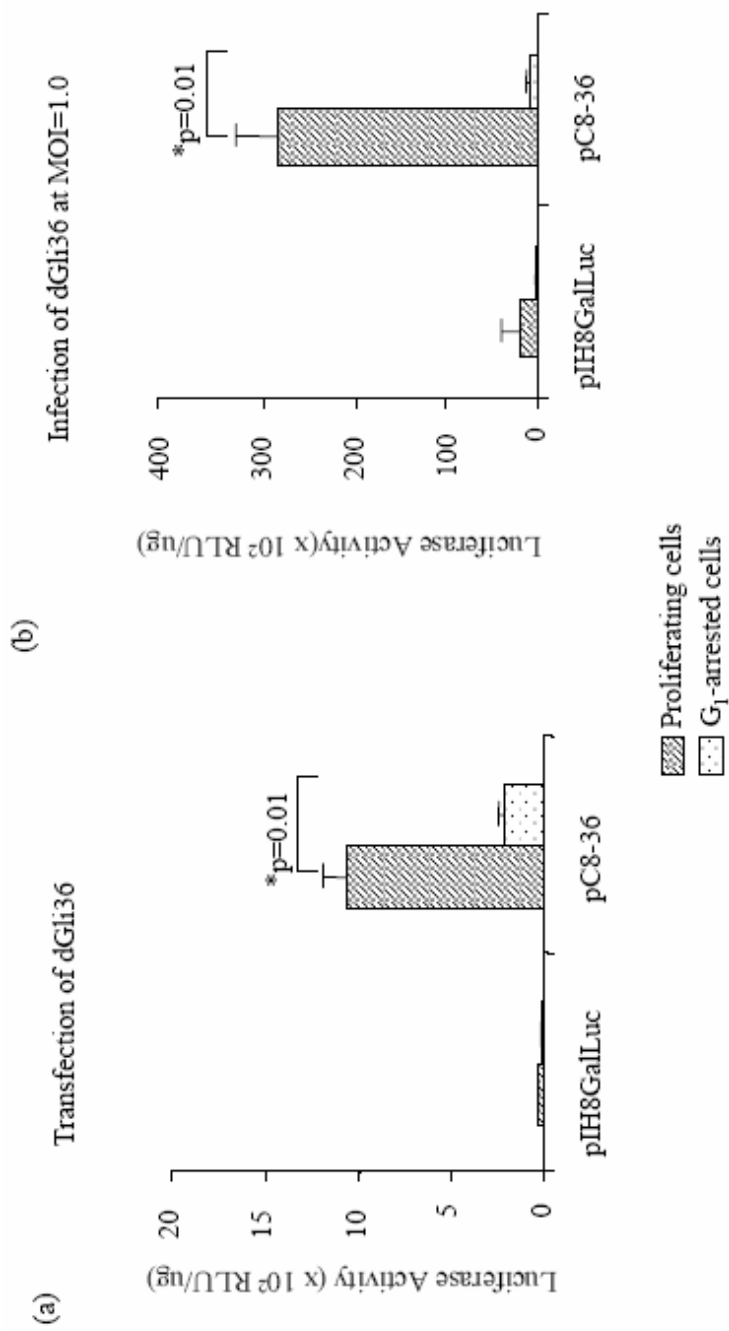 (a)
Transfection of dGli36
Luciferase Activity (x 10² RLU/ug)
20
15
10
5
0
*p=0.01
pIH8GalLuc
pC8-36
(b)
Infection of dGli36 at MOI=1.0
Luciferase Activity(x 10² RLU/ug)
400
300
200
100
0
*p=0.01
pIH8GalLuc
pC8-36
Proliferating cells
G₁-arrested cells